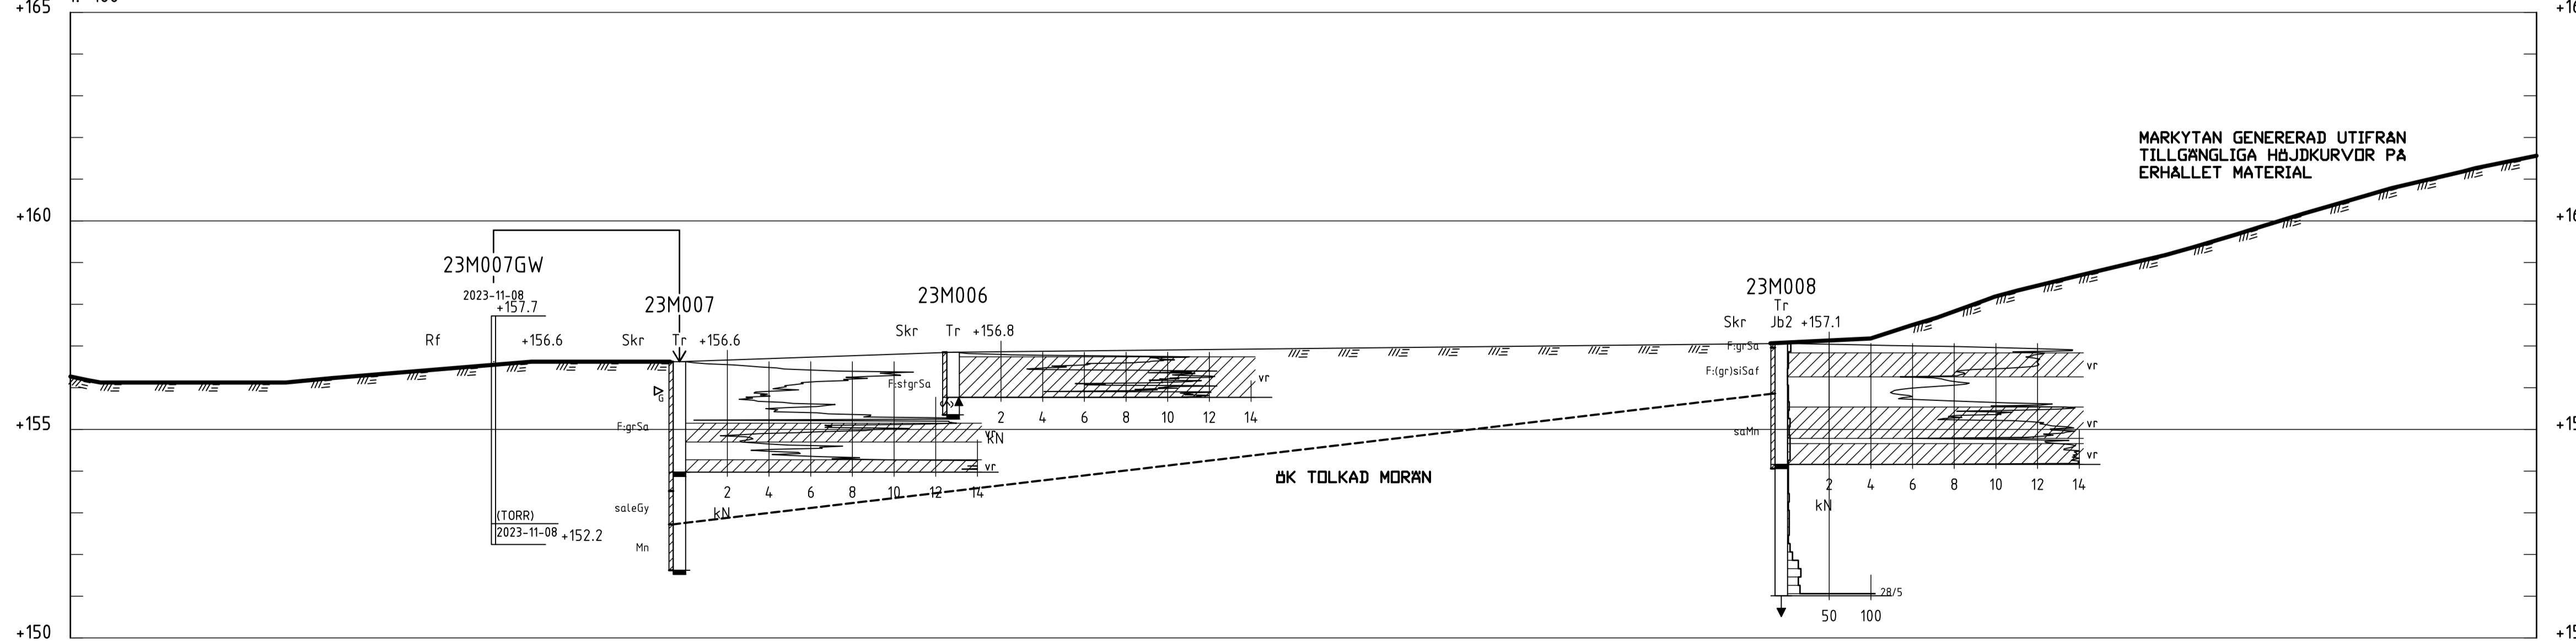 +165
MARKYTAN GENERERAD UTIFRÅN
TILLGÄNGLIGA HÖJDKURVOR PÅ
ERHÅLLET MATERIAL
+160
23M007GW
2023-11-08
+157.7
23M007
23M006
23M008
Tr
Rf
+156.6
Skr
Tr
+156.6
Skr
Tr
+156.8
Skr
Jb2
+157.1
F:grSa
F:(gr)siSaf
vr
F:stgrSa
vr
G
2 4 6 8 10 12 14
kN
+155
F:grSa
vr
vr
saMn
vr
vr
ÖK TOLKAD MORÄN
2 4 6 8 10 12 14
kN
2 4 6 8 10 12 14
kN
saleGy
(TORR)
2023-11-08
+152.2
Mn
28/5
50 100
+150